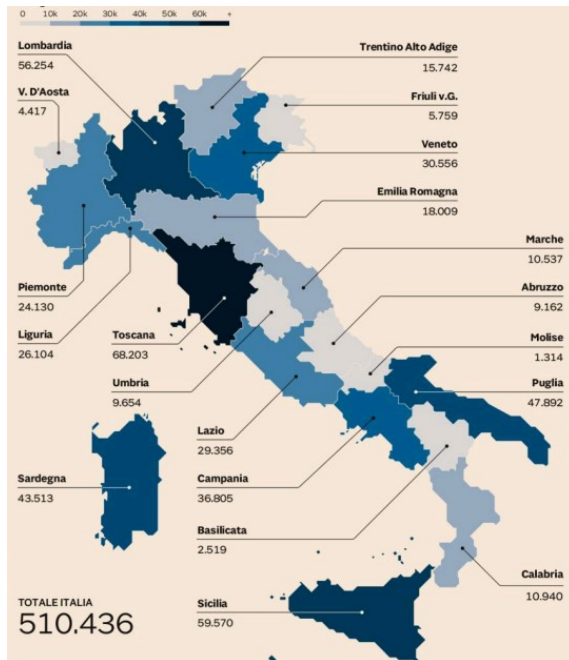 0 10k 20k 30k 40k 50k 60k +
Lombardia
56.254
Trentino Alto Adige
15.742
V. D'Aosta
4.417
Friuli v.G.
5.759
Veneto
30.556
Emilia Romagna
18.009
Marche
10.537
Piemonte
24.130
Abruzzo
9.162
Liguria
26.104
Toscana
68.203
Molise
1.314
Umbria
9.654
Puglia
47.892
Lazio
29.356
Sardegna
43.513
Campania
36.805
Basilicata
2.519
Calabria
10.940
TOTALE ITALIA
510.436
Sicilia
59.570